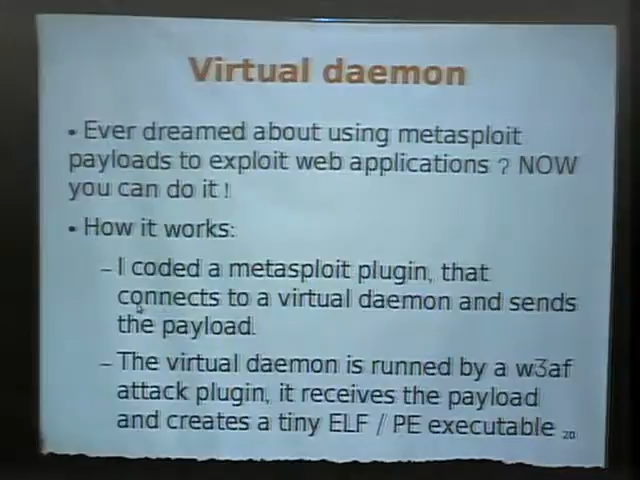 Virtual daemon
• Ever dreamed about using metasploit
payloads to exploit web applications ? NOW
you can do it !
• How it works:
– I coded a metasploit plugin, that
connects to a virtual daemon and sends
the payload.
– The virtual daemon is runned by a w3af
attack plugin, it receives the payload
and creates a tiny ELF / PE executable
20